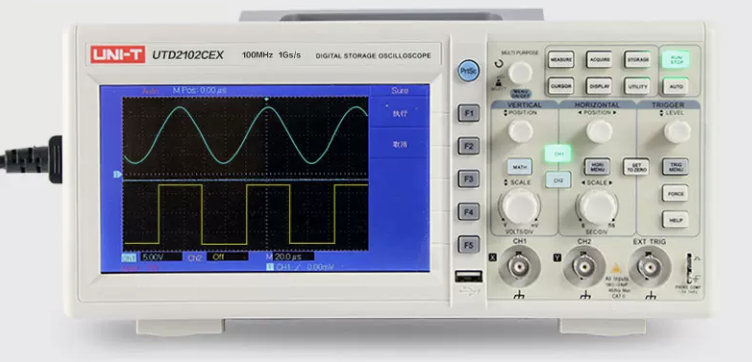 UNI-T UTD2102CEX 100MHz 1Gs/s DIGITAL STORAGE OSCILLOSCOPE
Auto M Pos: 0.00 µs Sure
执行
取消
CH1 5.00V CH2 Off M 20.0 µs
CH1 / 0.00mV
PrtSc
F1
F2
F3
F4
F5
MULTI PURPOSE
MEASURE ACQUIRE STORAGE RUN/STOP
CURSOR DISPLAY UTILITY AUTO
MENU ON/OFF
VERTICAL HORIZONTAL TRIGGER
POSITION POSITION LEVEL
CH1
MATH HORI MENU SET TO ZERO TRIG MENU
CH2
SCALE SCALE
FORCE
HELP
VOLTS/DIV SEC/DIV
CH1 CH2 EXT TRIG
X Y
All Inputs
CAT II